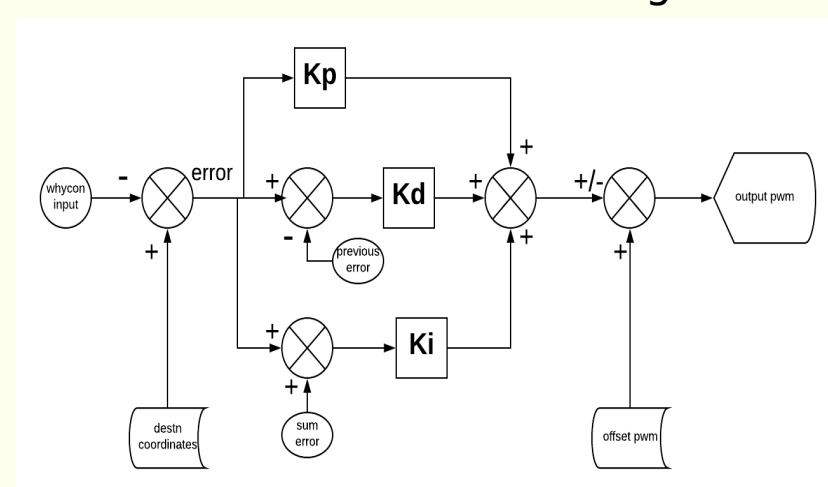 Kp
+
-
error
+
+
+/-
whycon
input
Kd
output pwm
+
-
+
+
previous
error
+
Ki
+
destn
coordinates
sum
error
offset pwm